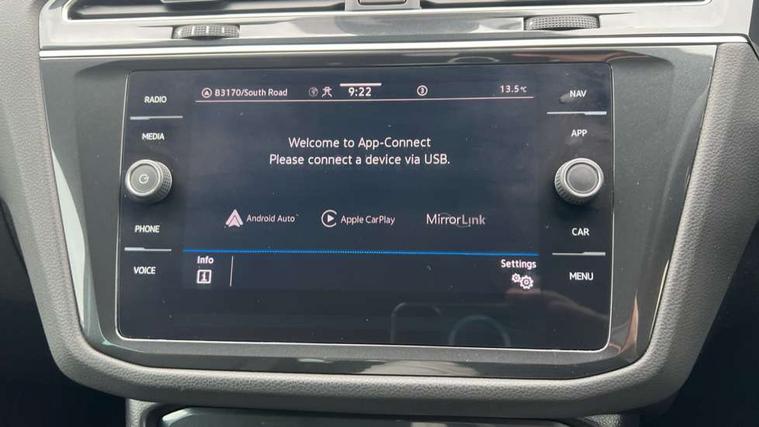 RADIO
MEDIA
PHONE
VOICE
B3170/South Road
9:22
13.5°C
Welcome to App-Connect
Please connect a device via USB.
Android Auto
Apple CarPlay
MirrorLink
Info
Settings
NAV
APP
CAR
MENU